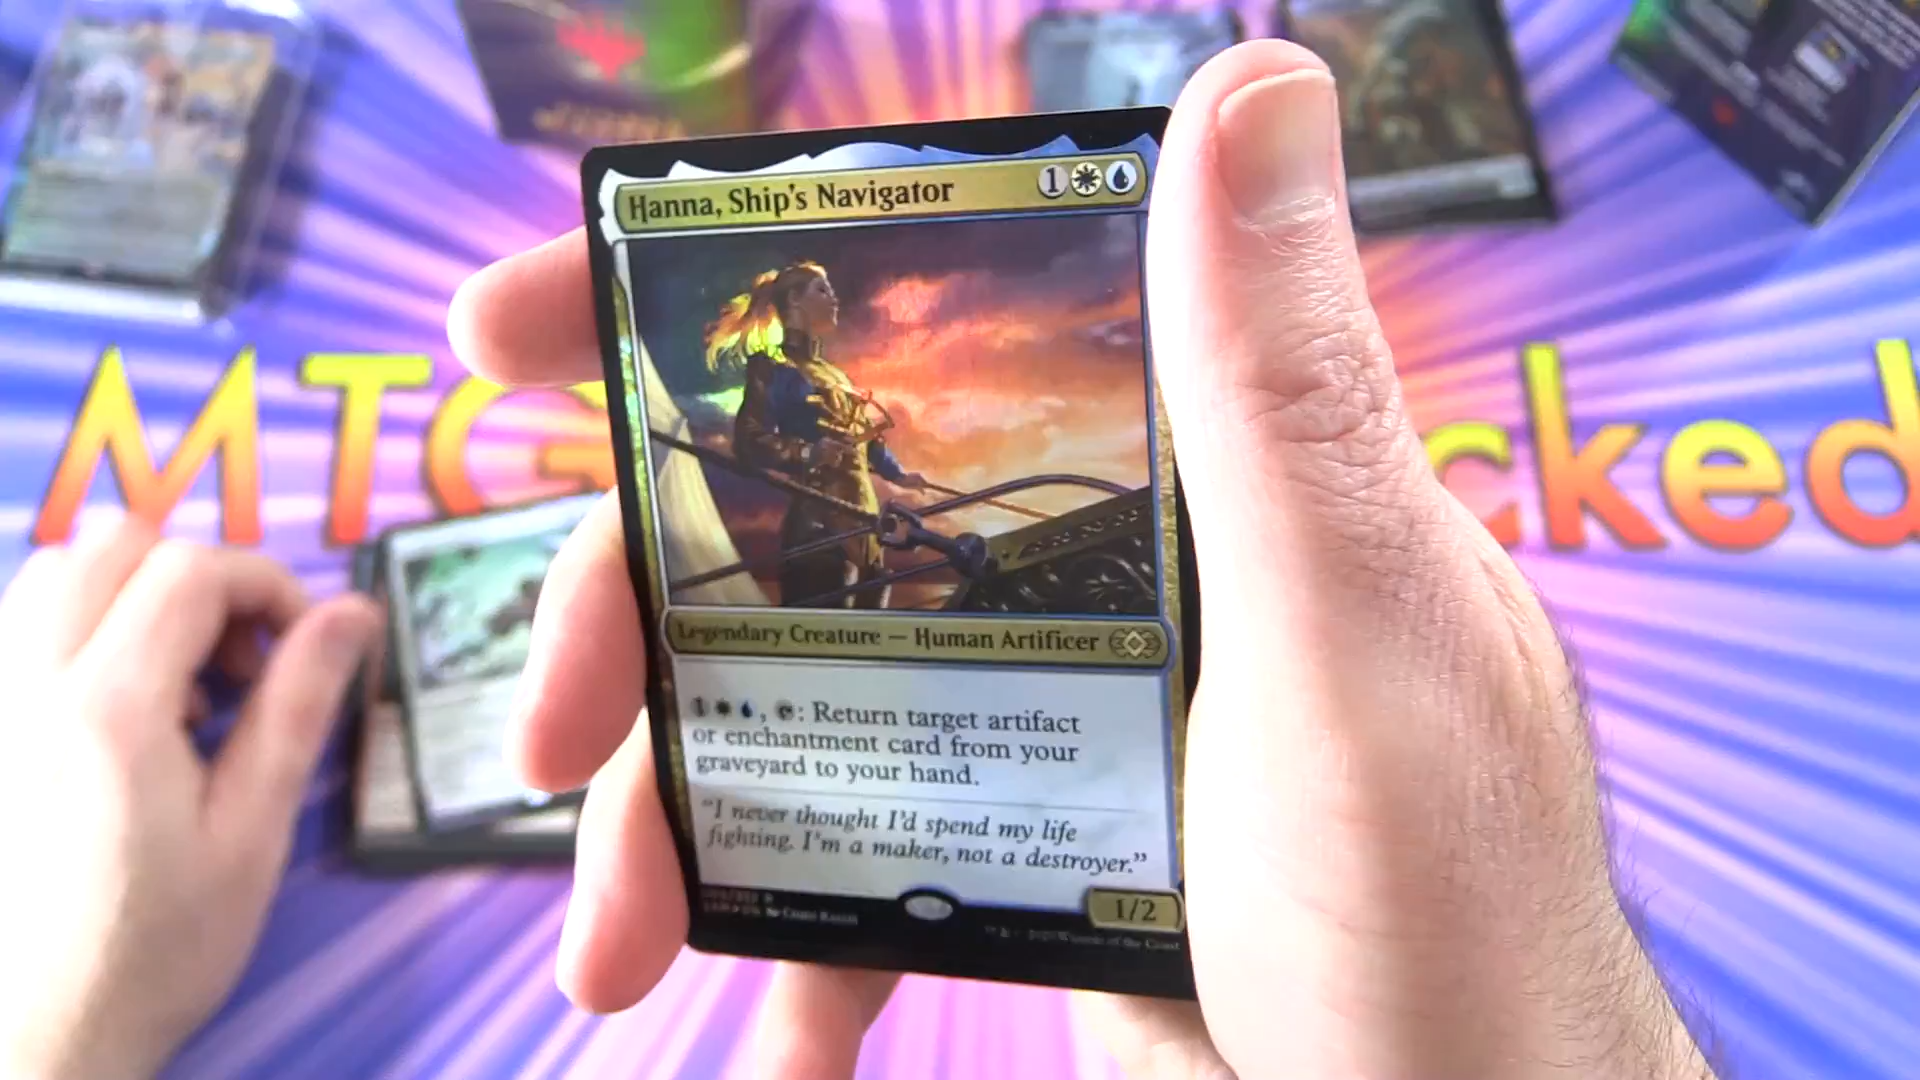 Hanna, Ship's Navigator 1
MTG cked
Legendary Creature — Human Artificer
1, : Return target artifact
or enchantment card from your
graveyard to your hand.
"I never thought I'd spend my life
fighting. I'm a maker, not a destroyer."
1/2